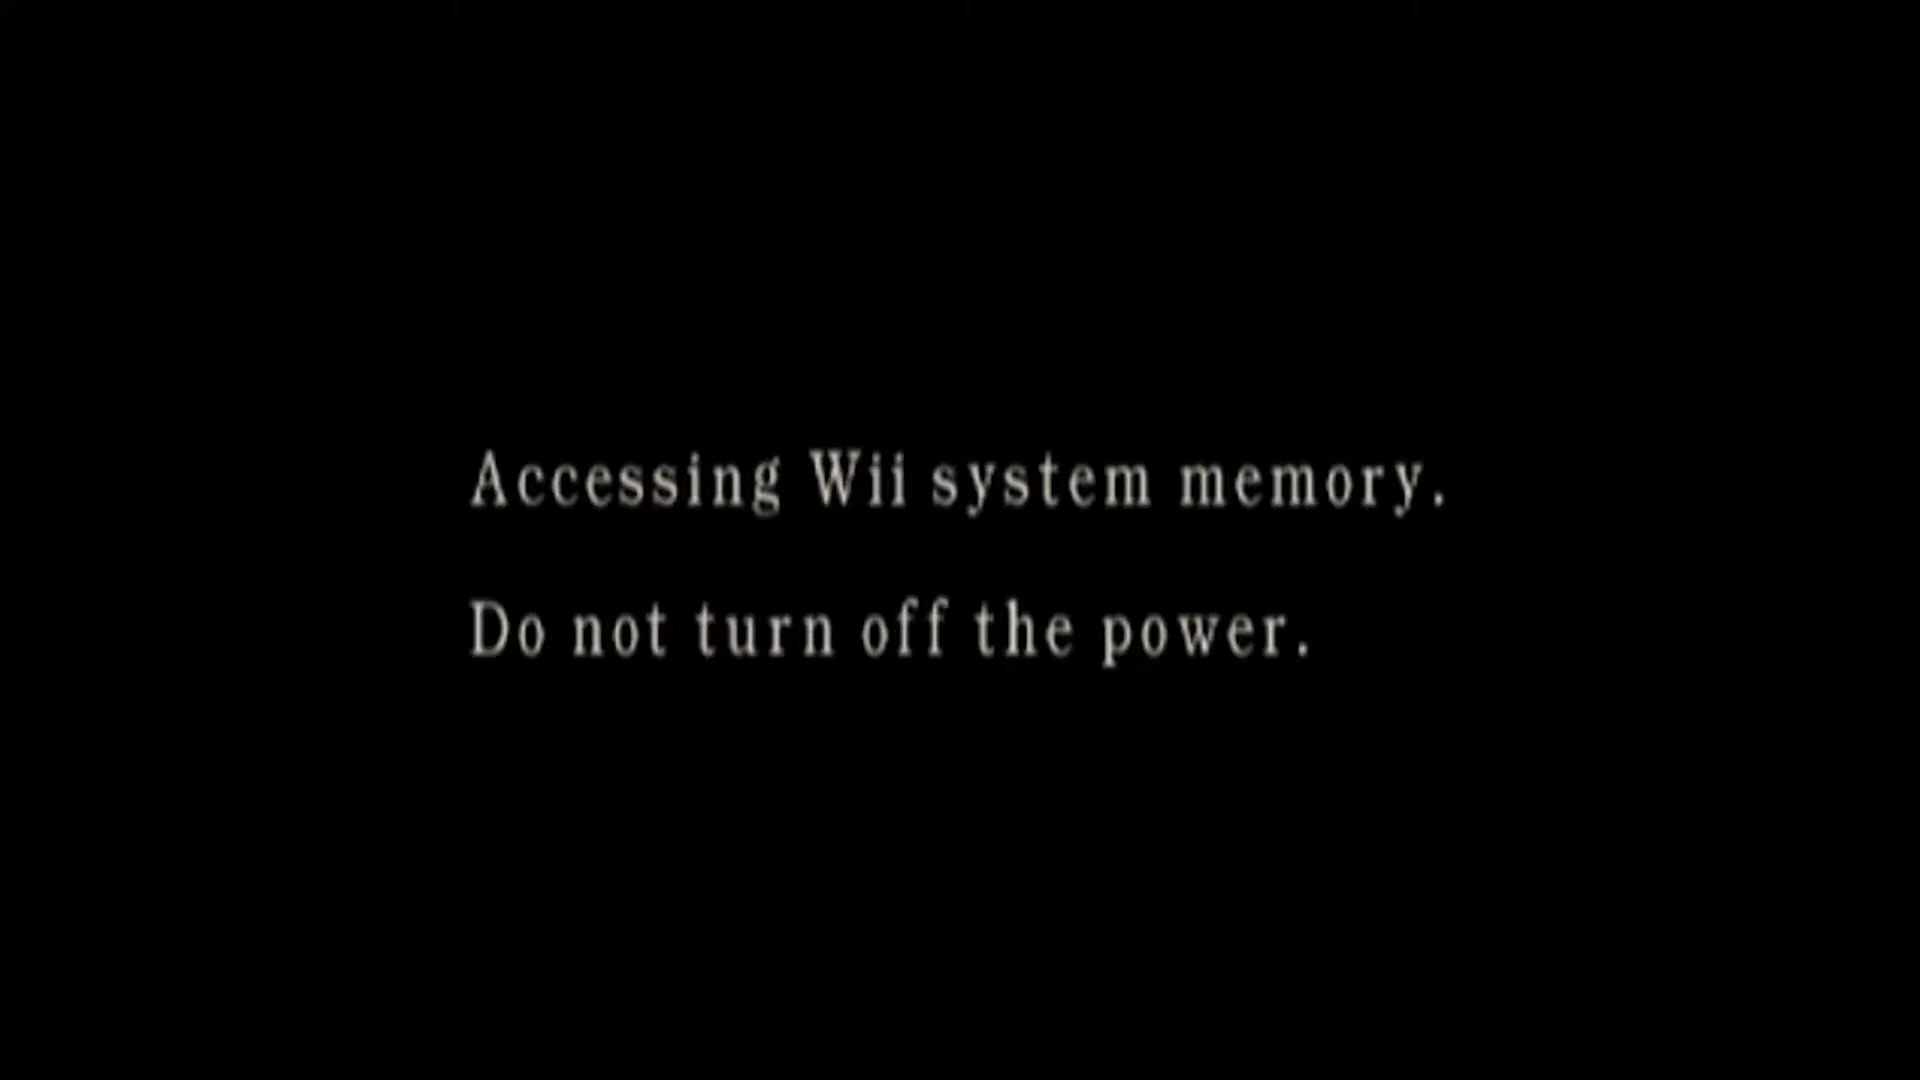 Accessing Wii system memory.
Do not turn off the power.